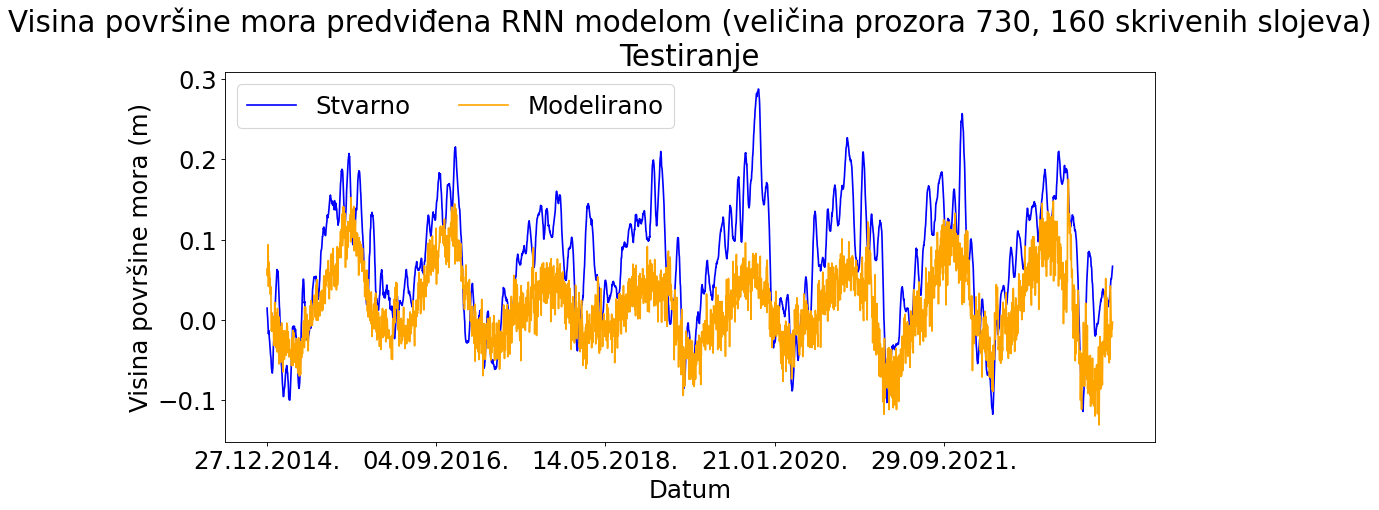 Visina površine mora predviđena RNN modelom (veličina prozora 730, 160 skrivenih slojeva)
Testiranje
Stvarno
Modelirano
Visina površine mora (m)
0.3
0.2
0.1
0.0
−0.1
27.12.2014.
04.09.2016.
14.05.2018.
21.01.2020.
29.09.2021.
Datum